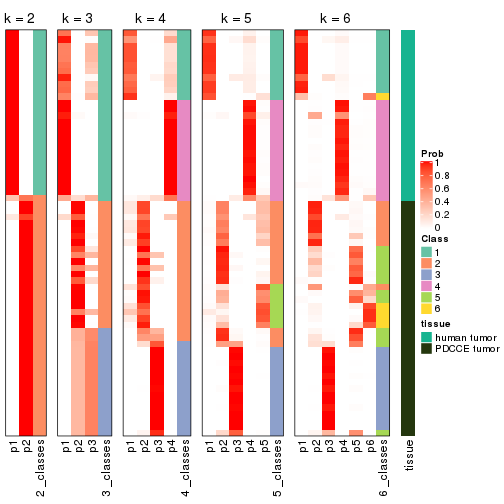 k = 2
k = 3
k = 4
k = 5
k = 6
p1
p2
2_classes
p1
p2
p3
3_classes
p1
p2
p3
p4
4_classes
p1
p2
p3
p4
p5
5_classes
p1
p2
p3
p4
p5
p6
6_classes
tissue
Prob
1
0.8
0.6
0.4
0.2
0
Class
1
2
3
4
5
6
tissue
human tumor
PDCCE tumor